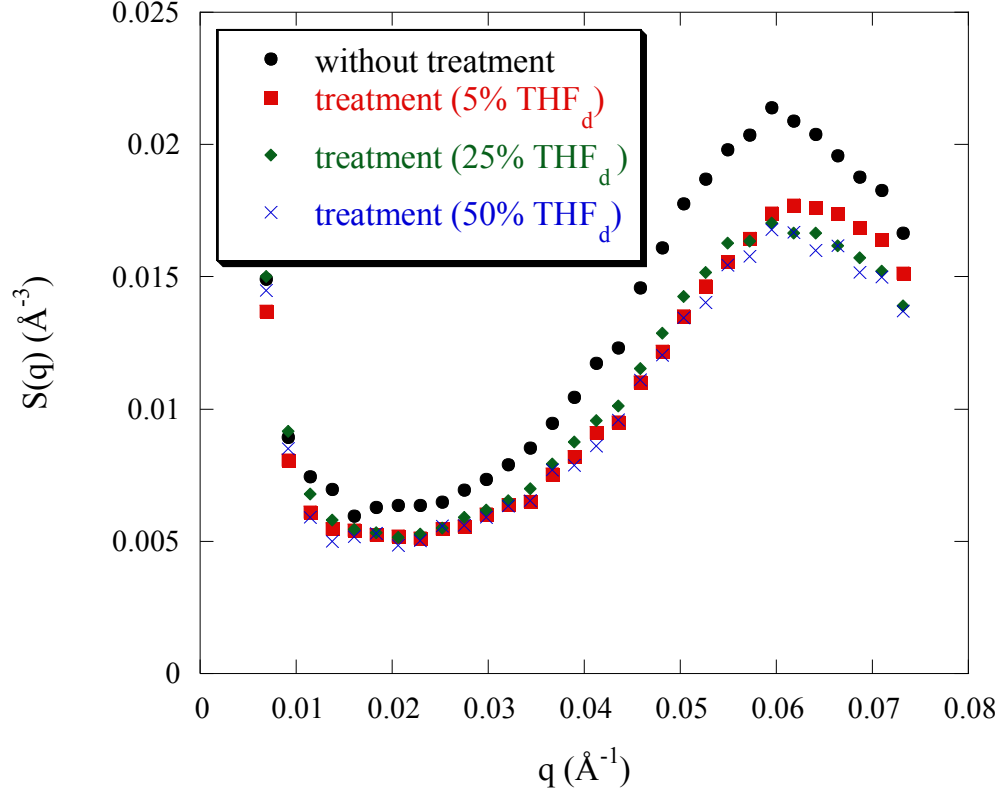 0.025
without treatment
treatment (5% THF_d)
treatment (25% THF_d)
treatment (50% THF_d)
0.02
0.015
0.01
0.005
0
S(q) (Å⁻³)
0 0.01 0.02 0.03 0.04 0.05 0.06 0.07 0.08
q (Å⁻¹)